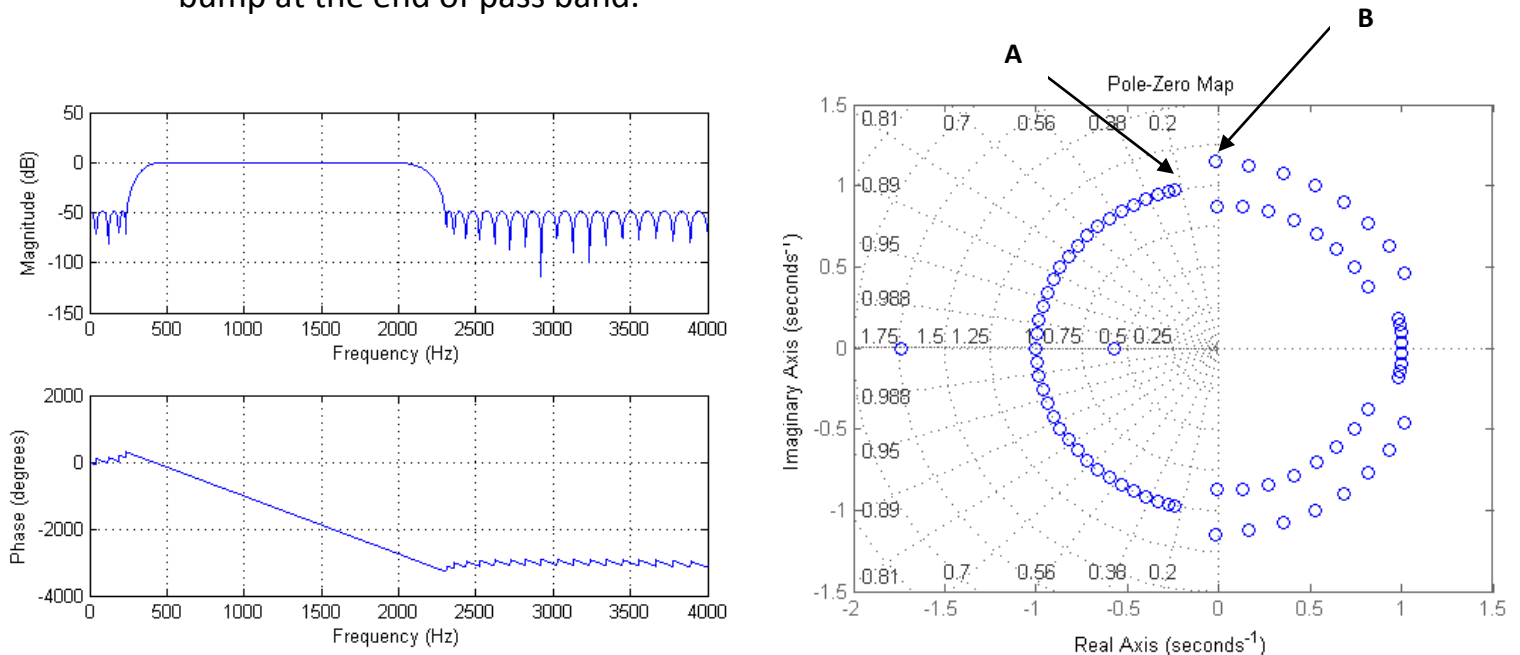 bump at the end of pass band.
50
0
-50
-100
-150
Magnitude (dB)
0 500 1000 1500 2000 2500 3000 3500 4000
Frequency (Hz)
2000
0
-2000
-4000
Phase (degrees)
0 500 1000 1500 2000 2500 3000 3500 4000
Frequency (Hz)
A
B
Pole-Zero Map
1.5
1
0.5
0
-0.5
-1
-1.5
Imaginary Axis (seconds⁻¹)
0.81 0.7 0.56 0.38 0.2
0.89
0.95
0.988
1.75 1.5 1.25 1 0.75 0.5 0.25
0.988
0.95
0.89
0.81 0.7 0.56 0.38 0.2
-2 -1.5 -1 -0.5 0 0.5 1 1.5
Real Axis (seconds⁻¹)